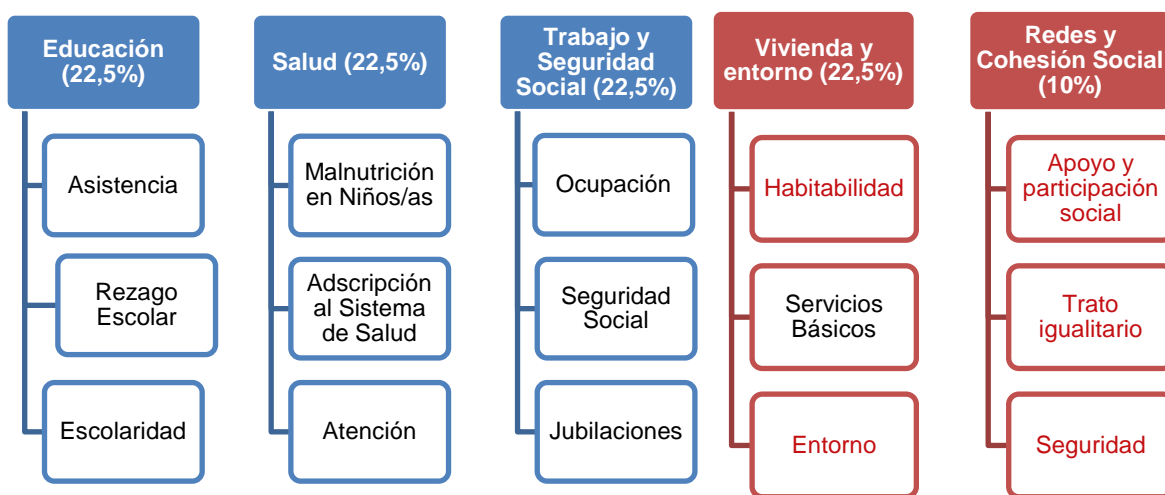 Educación
(22,5%)
Asistencia
Rezago
Escolar
Escolaridad
Salud (22,5%)
Malnutrición
en Niños/as
Adscripción
al Sistema
de Salud
Atención
Trabajo y
Seguridad
Social (22,5%)
Ocupación
Seguridad
Social
Jubilaciones
Vivienda y
entorno (22,5%)
Habitabilidad
Servicios
Básicos
Entorno
Redes y
Cohesión Social
(10%)
Apoyo y
participación
social
Trato
igualitario
Seguridad